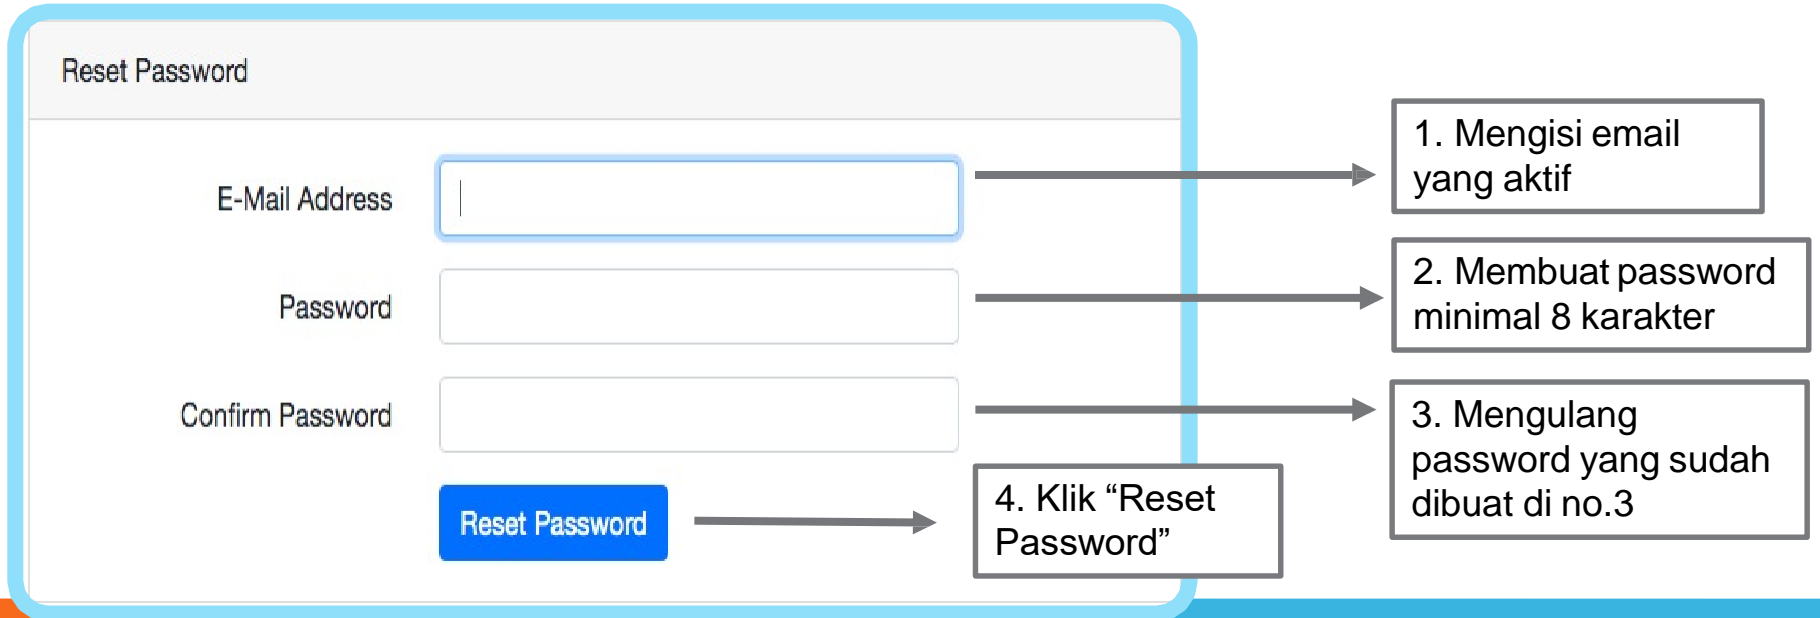 Reset Password
E-Mail Address
1. Mengisi email
yang aktif
Password
2. Membuat password
minimal 8 karakter
Confirm Password
3. Mengulang
password yang sudah
dibuat di no.3
Reset Password
4. Klik “Reset
Password”